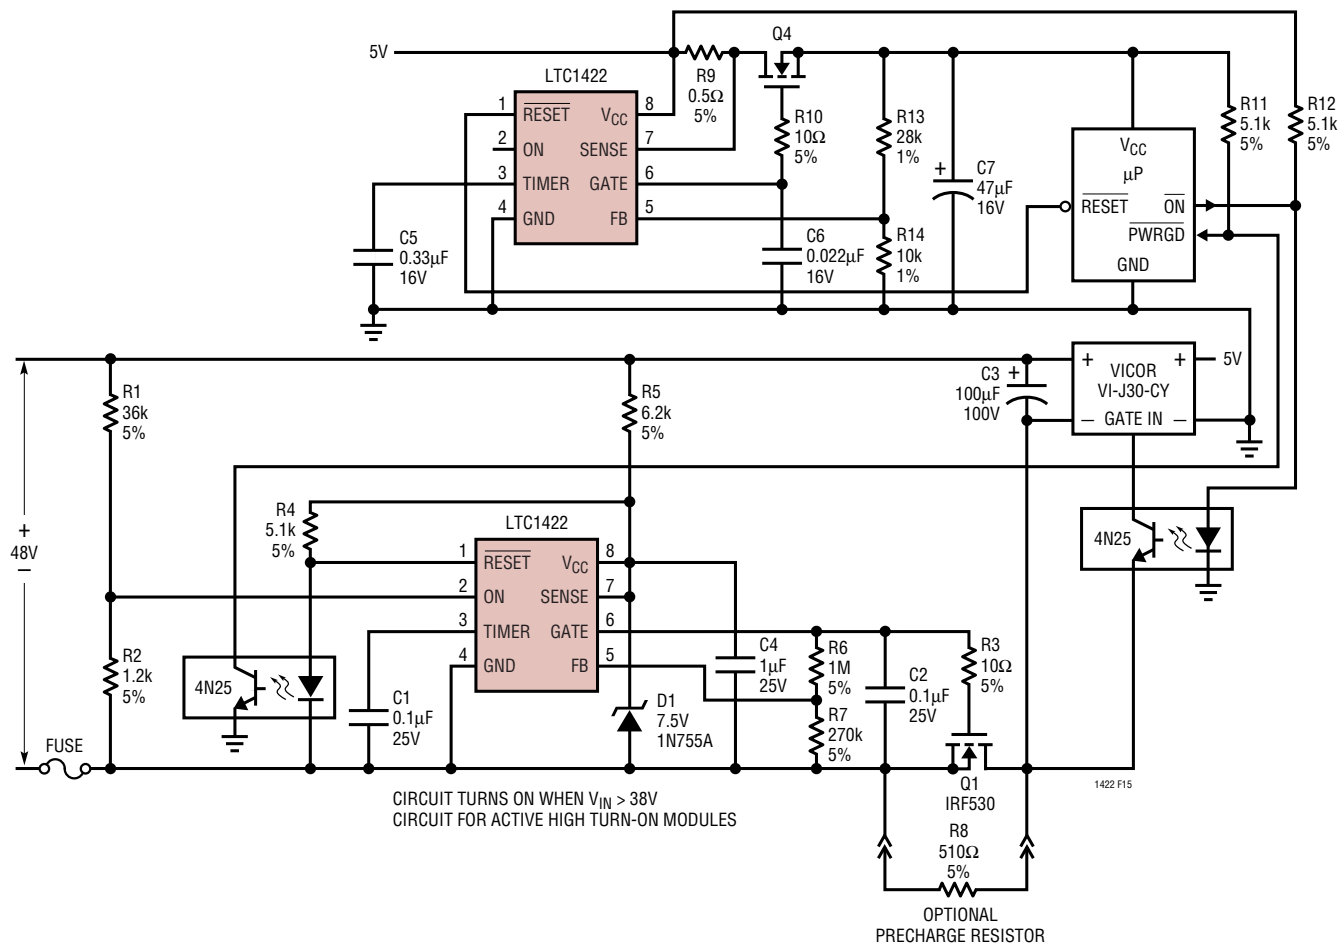 5V
Q4
LTC1422
R9
0.5Ω
5%
1 RESET VCC 8
2 ON SENSE 7
3 TIMER GATE 6
4 GND FB 5
R10
10Ω
5%
R13
28k
1%
R14
10k
1%
C5
0.33µF
16V
C6
0.022µF
16V
+ C7
47µF
16V
VCC
µP
RESET ON
PWRGD
GND
R11
5.1k
5%
R12
5.1k
5%
R1
36k
5%
R5
6.2k
5%
C3 +
100µF
100V
+ VICOR + 5V
VI-J30-CY
– GATE IN –
+
48V
–
R4
5.1k
5%
LTC1422
1 RESET VCC 8
2 ON SENSE 7
3 TIMER GATE 6
4 GND FB 5
4N25
R2
1.2k
5%
4N25
C1
0.1µF
25V
D1
7.5V
1N755A
C4
1µF
25V
R6
1M
5%
R7
270k
5%
C2
0.1µF
25V
R3
10Ω
5%
FUSE
Q1
IRF530
1422 F15
CIRCUIT TURNS ON WHEN VIN > 38V
CIRCUIT FOR ACTIVE HIGH TURN-ON MODULES
R8
510Ω
5%
OPTIONAL
PRECHARGE RESISTOR